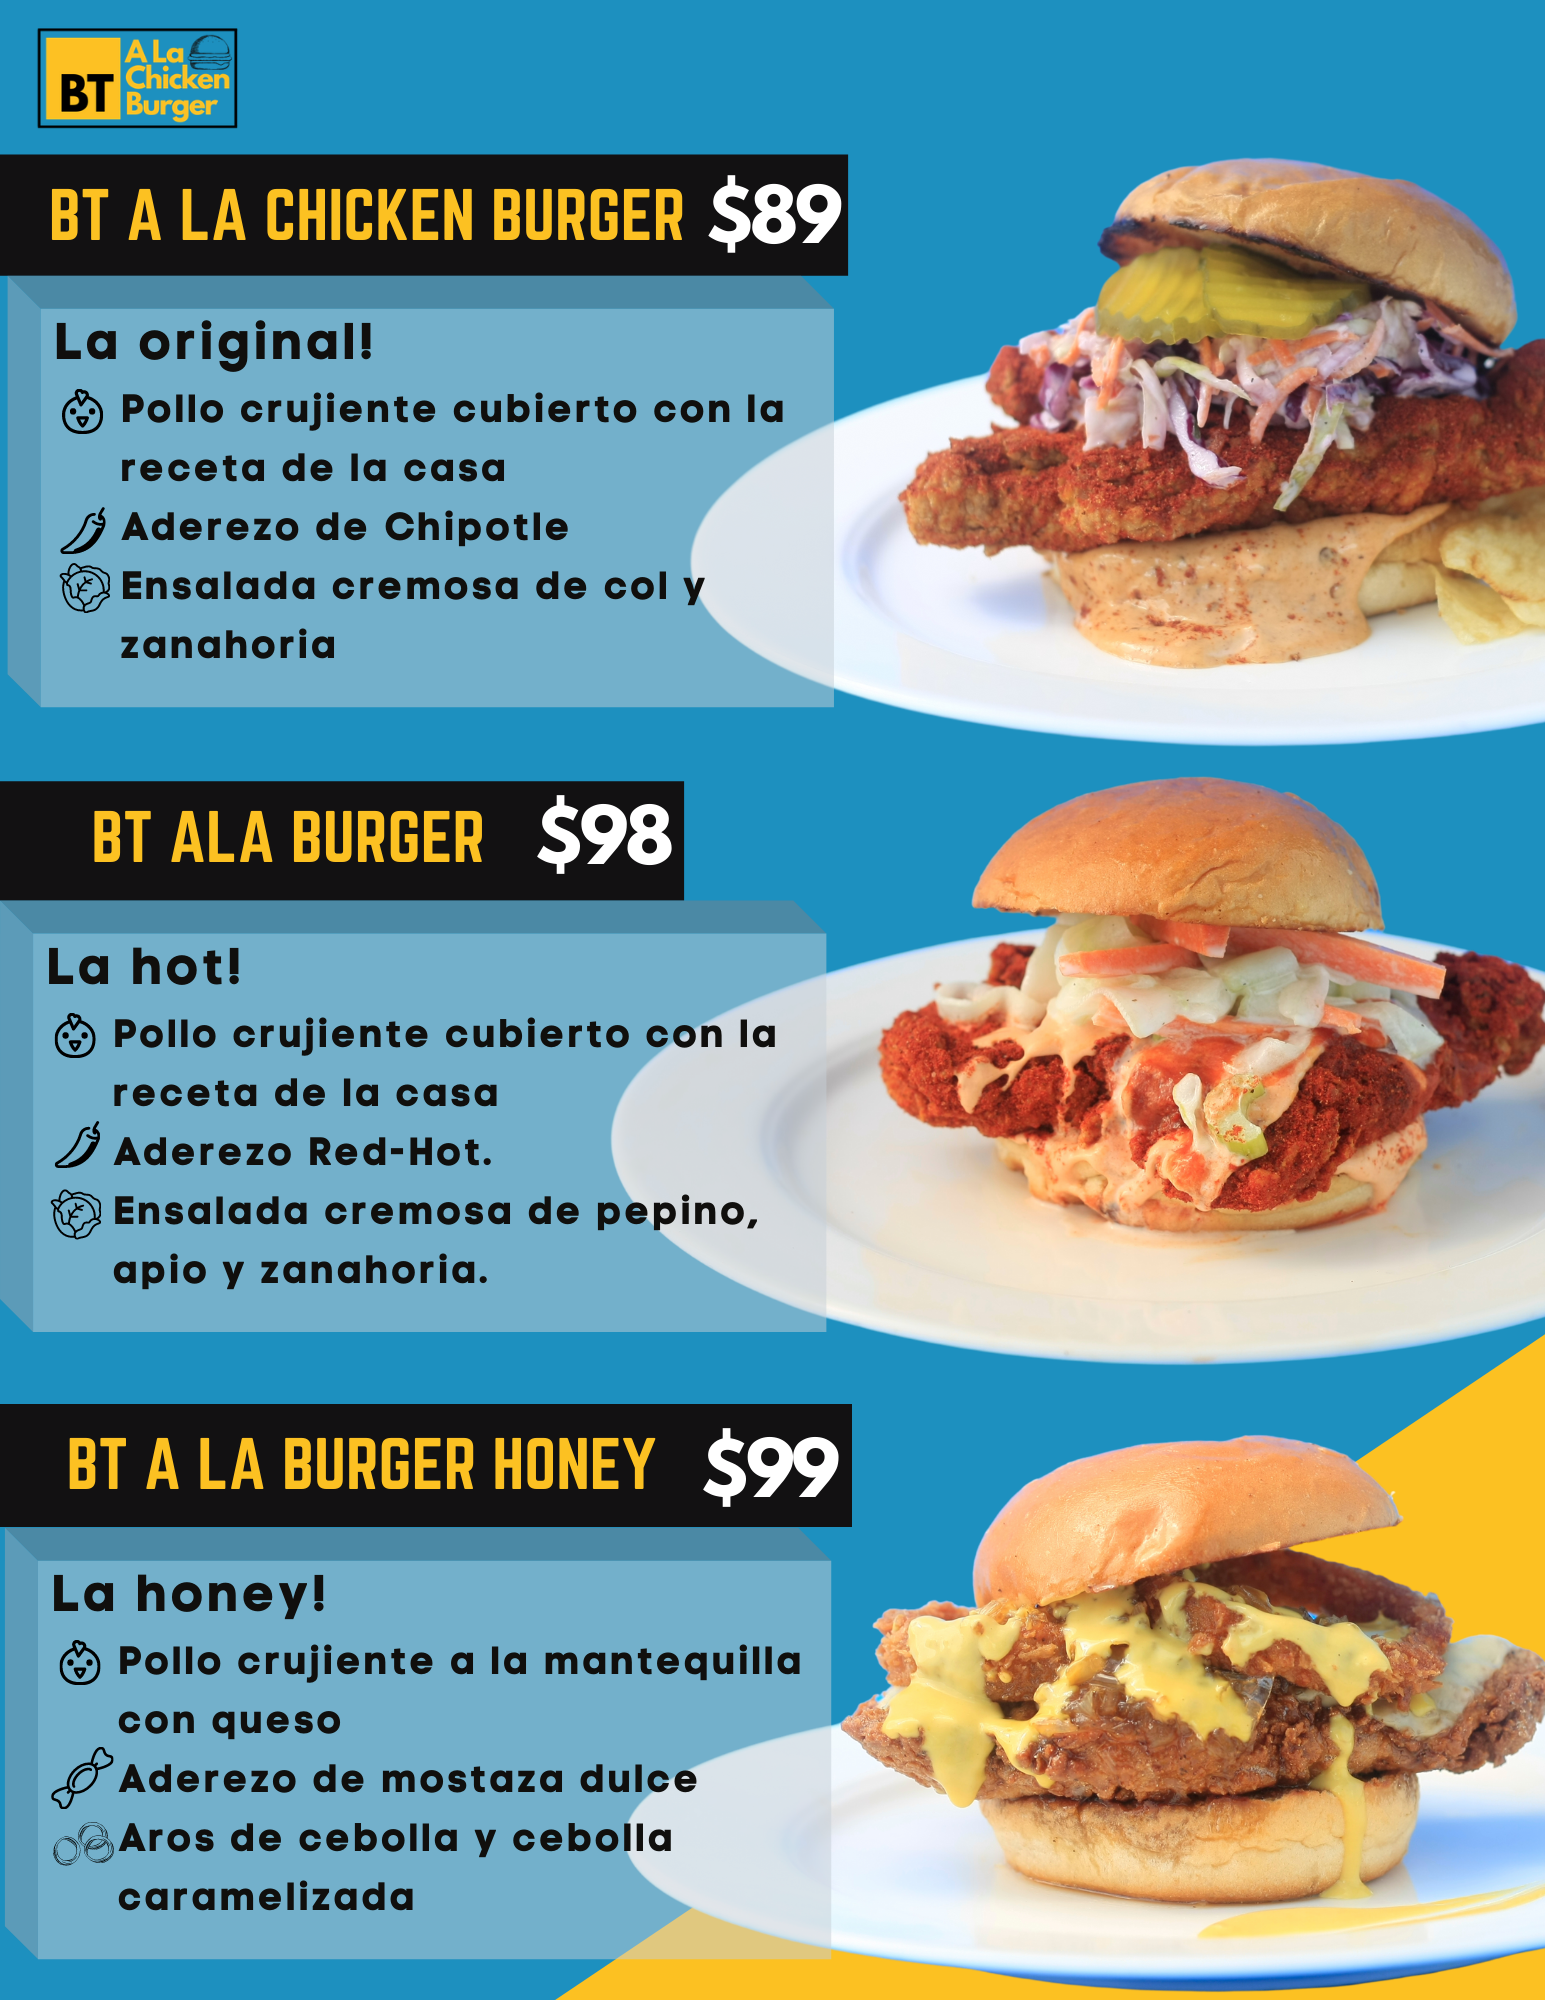 BT
A La
Chicken
Burger
BT A LA CHICKEN BURGER $89
La original!
Pollo crujiente cubierto con la
receta de la casa
Aderezo de Chipotle
Ensalada cremosa de col y
zanahoria
BT ALA BURGER $98
La hot!
Pollo crujiente cubierto con la
receta de la casa
Aderezo Red-Hot.
Ensalada cremosa de pepino,
apio y zanahoria.
BT A LA BURGER HONEY $99
La honey!
Pollo crujiente a la mantequilla
con queso
Aderezo de mostaza dulce
Aros de cebolla y cebolla
caramelizada